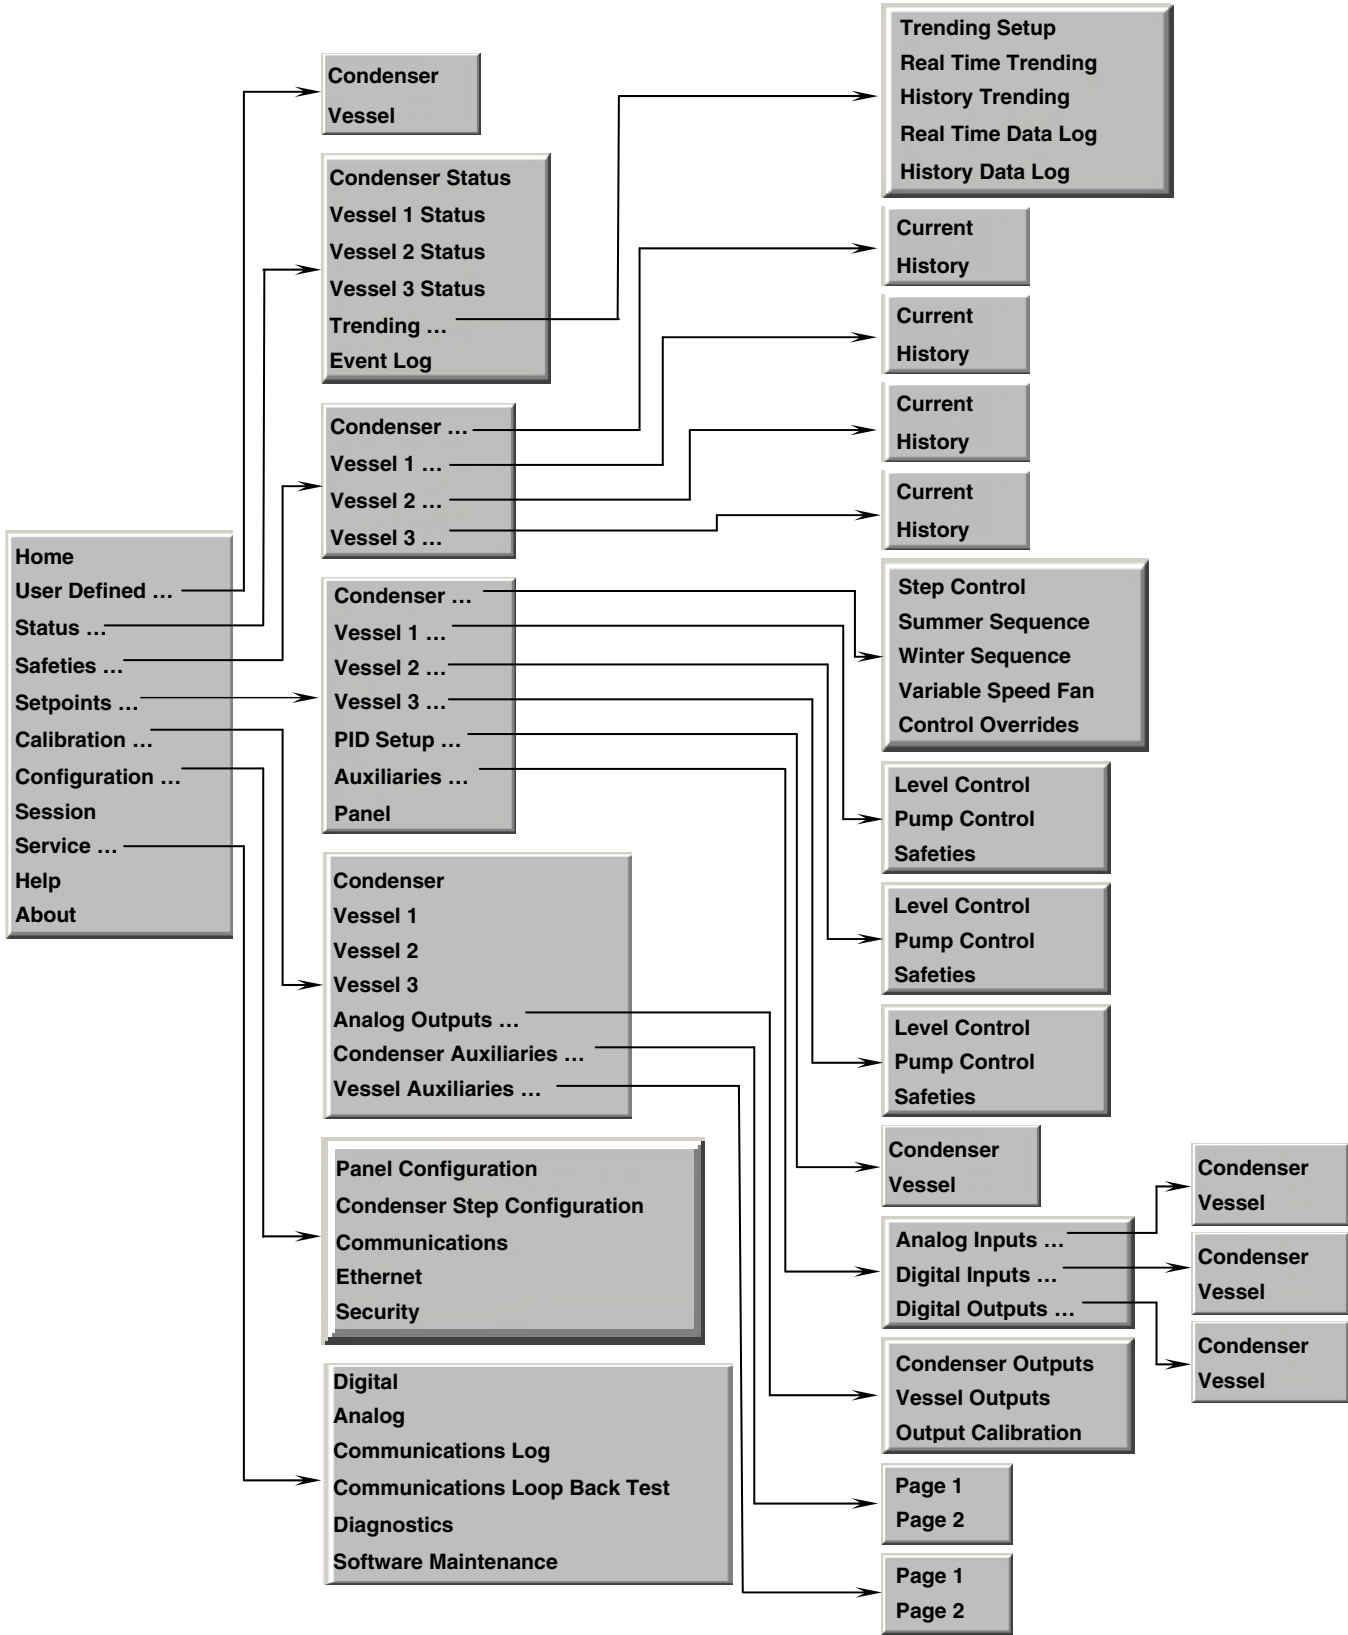 Home
User Defined …
Status …
Safeties …
Setpoints …
Calibration …
Configuration …
Session
Service …
Help
About
Condenser
Vessel
Condenser Status
Vessel 1 Status
Vessel 2 Status
Vessel 3 Status
Trending …
Event Log
Condenser …
Vessel 1 …
Vessel 2 …
Vessel 3 …
Condenser …
Vessel 1 …
Vessel 2 …
Vessel 3 …
PID Setup …
Auxiliaries …
Panel
Condenser
Vessel 1
Vessel 2
Vessel 3
Analog Outputs …
Condenser Auxiliaries …
Vessel Auxiliaries …
Panel Configuration
Condenser Step Configuration
Communications
Ethernet
Security
Digital
Analog
Communications Log
Communications Loop Back Test
Diagnostics
Software Maintenance
Trending Setup
Real Time Trending
History Trending
Real Time Data Log
History Data Log
Current
History
Current
History
Current
History
Current
History
Step Control
Summer Sequence
Winter Sequence
Variable Speed Fan
Control Overrides
Level Control
Pump Control
Safeties
Level Control
Pump Control
Safeties
Level Control
Pump Control
Safeties
Condenser
Vessel
Analog Inputs …
Digital Inputs …
Digital Outputs …
Condenser Outputs
Vessel Outputs
Output Calibration
Page 1
Page 2
Page 1
Page 2
Condenser
Vessel
Condenser
Vessel
Condenser
Vessel